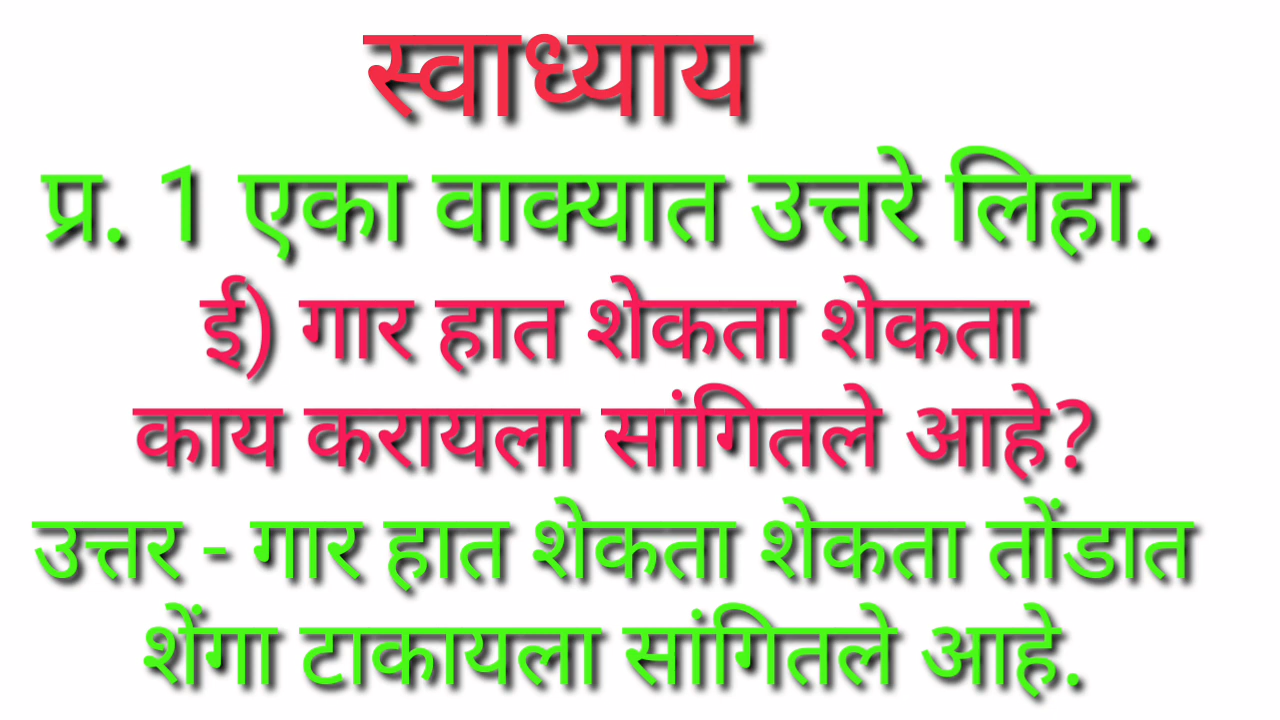 स्वाध्याय
प्र. 1 एका वाक्यात उत्तरे लिहा.
ई) गार हात शेकता शेकता
काय करायला सांगितले आहे?
उत्तर - गार हात शेकता शेकता तोंडात
शेंगा टाकायला सांगितले आहे.